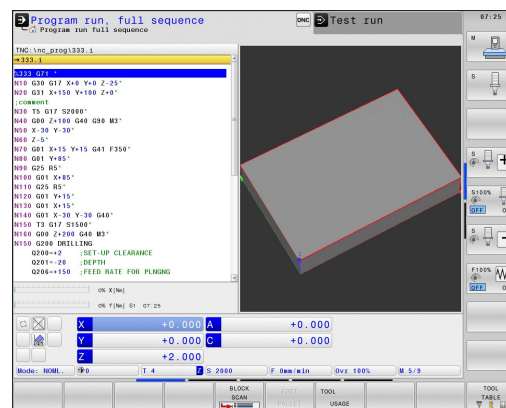 Program run, full sequence
DNC
Test run
07:25
Program run full sequence
TNC:\nc_prog\333.i
→333.i
%333 G71 *
N10 G30 G17 X+0 Y+0 Z-25*
N20 G31 X+150 Y+100 Z+0*
;comment
N30 T5 G17 S2000*
N40 G00 Z+100 G40 G90 M3*
N50 X-30 Y-30*
N60 Z-5*
N70 G01 X+15 Y+15 G41 F350*
N80 G01 Y+85*
N90 G25 R5*
N100 G01 X+85*
N110 G25 R5*
N120 G01 Y+15*
N130 G01 X+15*
N140 G01 X-30 Y-30 G40*
N150 T3 G17 S1500*
N160 G00 Z+200 G40 M3*
N150 G200 DRILLING
Q200=+2 ;SET-UP CLEARANCE
Q201=-20 ;DEPTH
Q206=+150 ;FEED RATE FOR PLNGNG
0% X[Nm]
0% Y[Nm] S1 07:25
X +0.000 A +0.000
Y +0.000 C +0.000
Z +2.000
Mode: NOML. 0 T 4 Z S 2000 F 0mm/min Ovr 100% M 5/9
M
S
S
S100%
OFF
S
F100%
OFF
BLOCK
SCAN
EDIT
PALLET
TOOL
USAGE
TOOL
TABLE